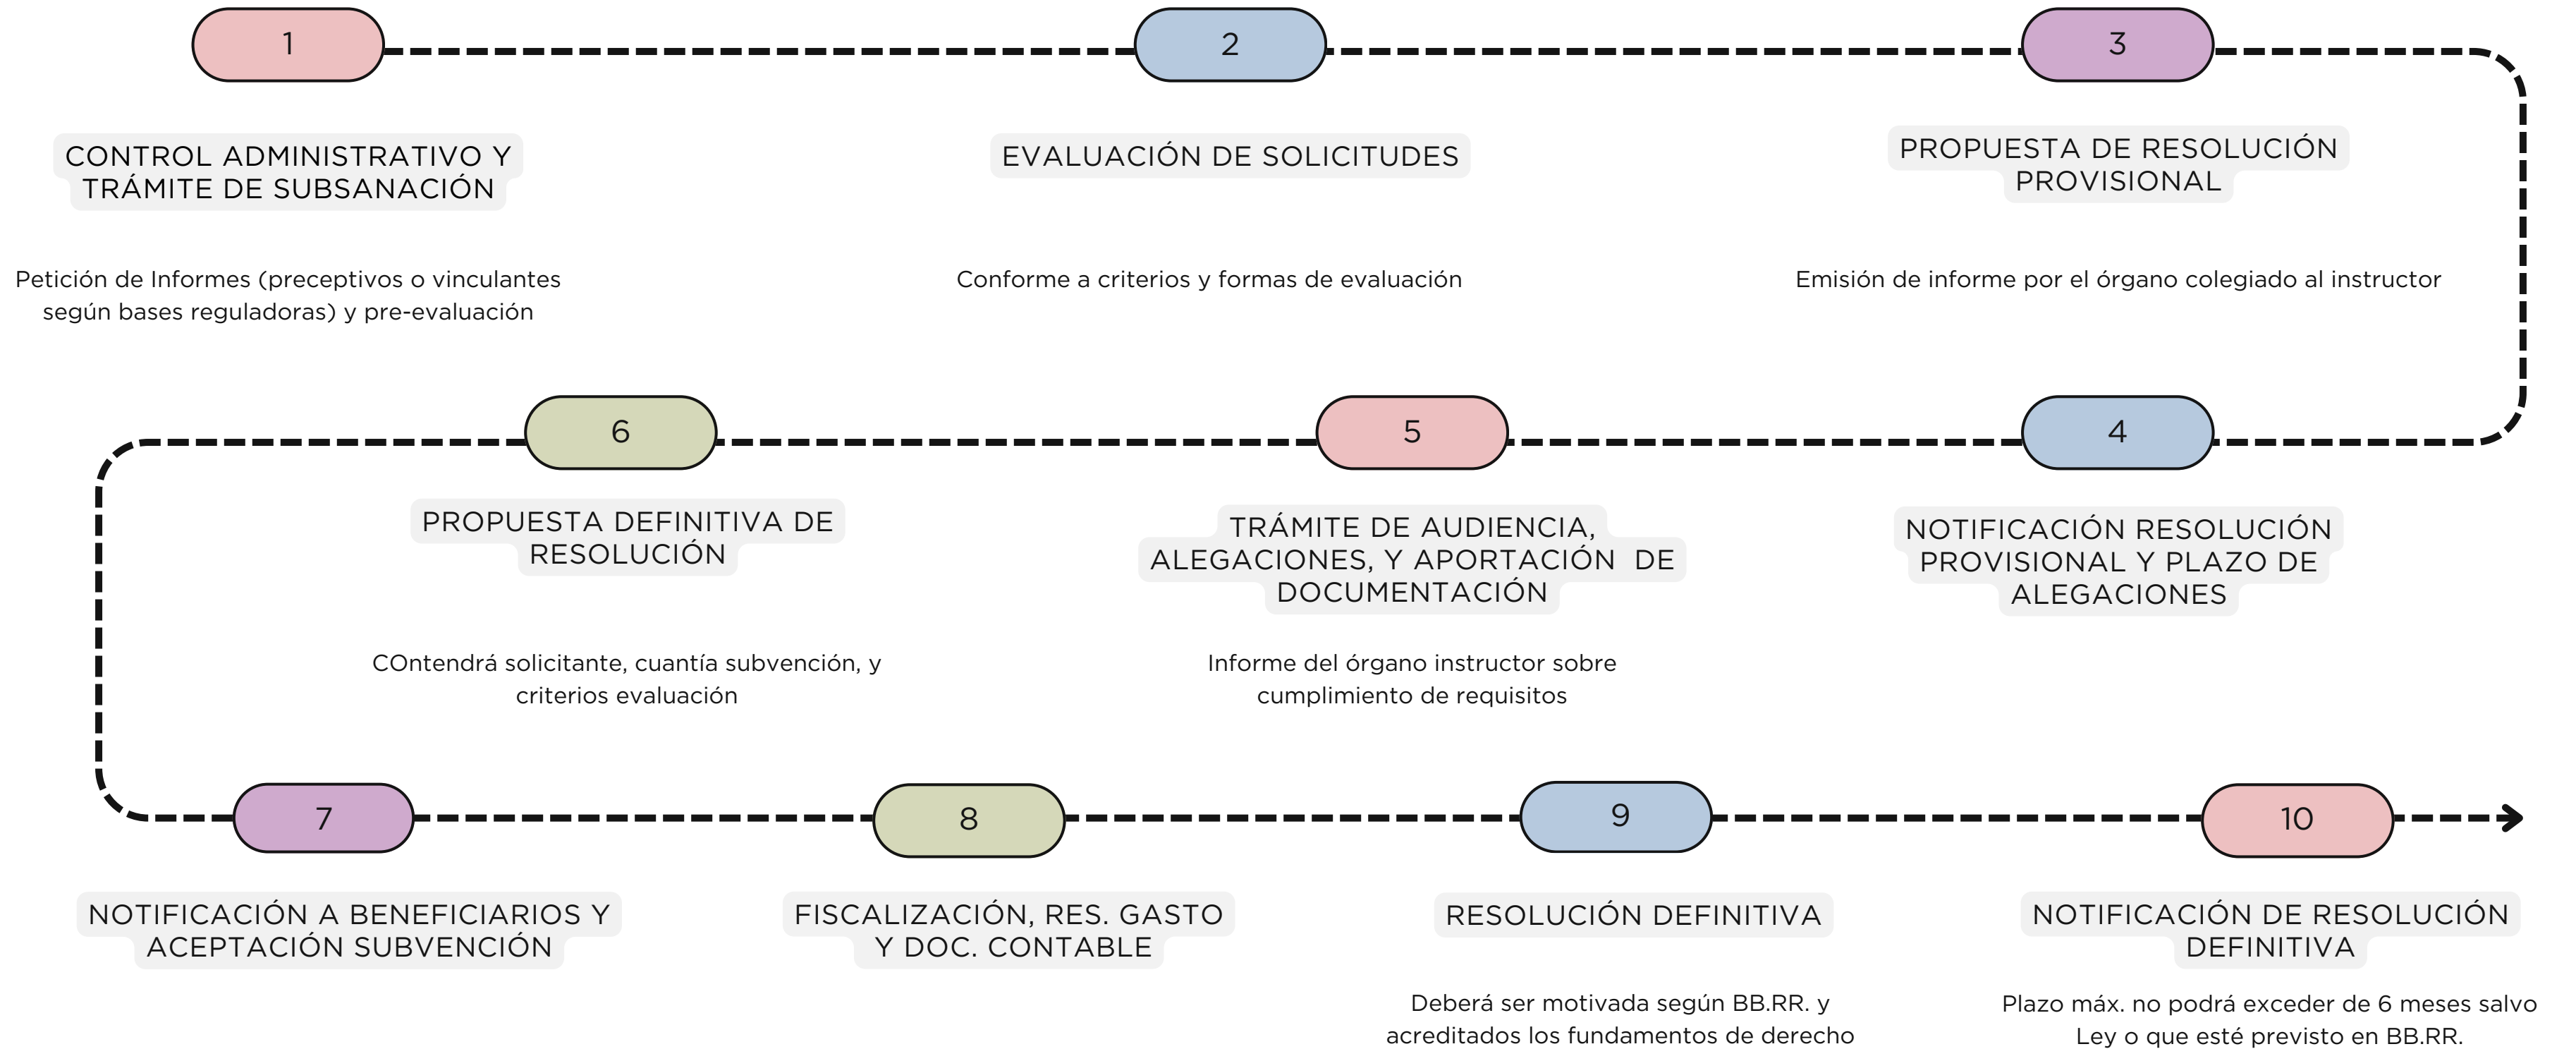 1
CONTROL ADMINISTRATIVO Y
TRÁMITE DE SUBSANACIÓN
Petición de Informes (preceptivos o vinculantes
según bases reguladoras) y pre-evaluación
2
EVALUACIÓN DE SOLICITUDES
Conforme a criterios y formas de evaluación
3
PROPUESTA DE RESOLUCIÓN
PROVISIONAL
Emisión de informe por el órgano colegiado al instructor
4
NOTIFICACIÓN RESOLUCIÓN
PROVISIONAL Y PLAZO DE
ALEGACIONES
5
TRÁMITE DE AUDIENCIA,
ALEGACIONES, Y APORTACIÓN  DE
DOCUMENTACIÓN
Informe del órgano instructor sobre
cumplimiento de requisitos
6
PROPUESTA DEFINITIVA DE
RESOLUCIÓN
COntendrá solicitante, cuantía subvención, y
criterios evaluación
7
NOTIFICACIÓN A BENEFICIARIOS Y
ACEPTACIÓN SUBVENCIÓN
8
FISCALIZACIÓN, RES. GASTO
Y DOC. CONTABLE
9
RESOLUCIÓN DEFINITIVA
Deberá ser motivada según BB.RR. y
acreditados los fundamentos de derecho
10
NOTIFICACIÓN DE RESOLUCIÓN
DEFINITIVA
Plazo máx. no podrá exceder de 6 meses salvo
Ley o que esté previsto en BB.RR.